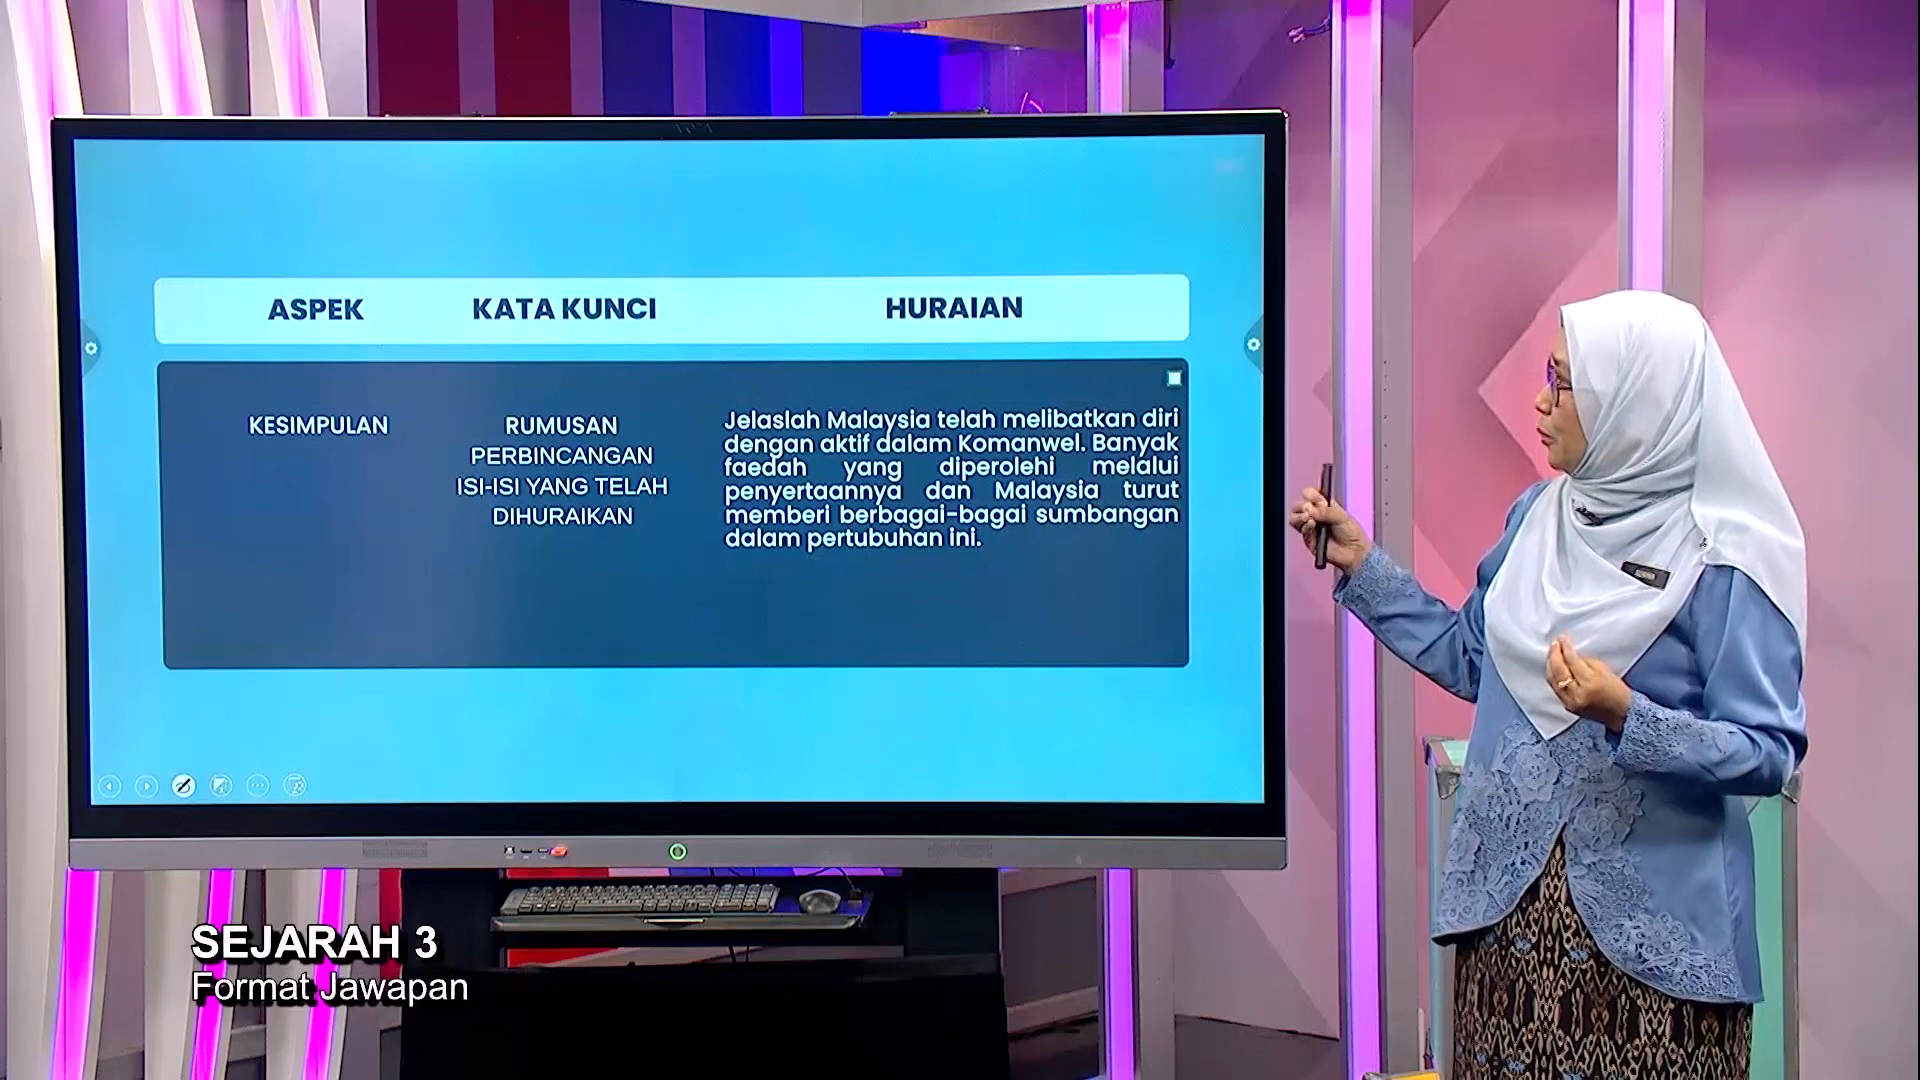 ASPEK KATA KUNCI HURAIAN
KESIMPULAN
RUMUSAN
PERBINCANGAN
ISI-ISI YANG TELAH
DIHURAIKAN
Jelaslah Malaysia telah melibatkan diri
dengan aktif dalam Komanwel. Banyak
faedah yang diperolehi melalui
penyertaannya dan Malaysia turut
memberi berbagai-bagai sumbangan
dalam pertubuhan ini.
SEJARAH 3
Format Jawapan